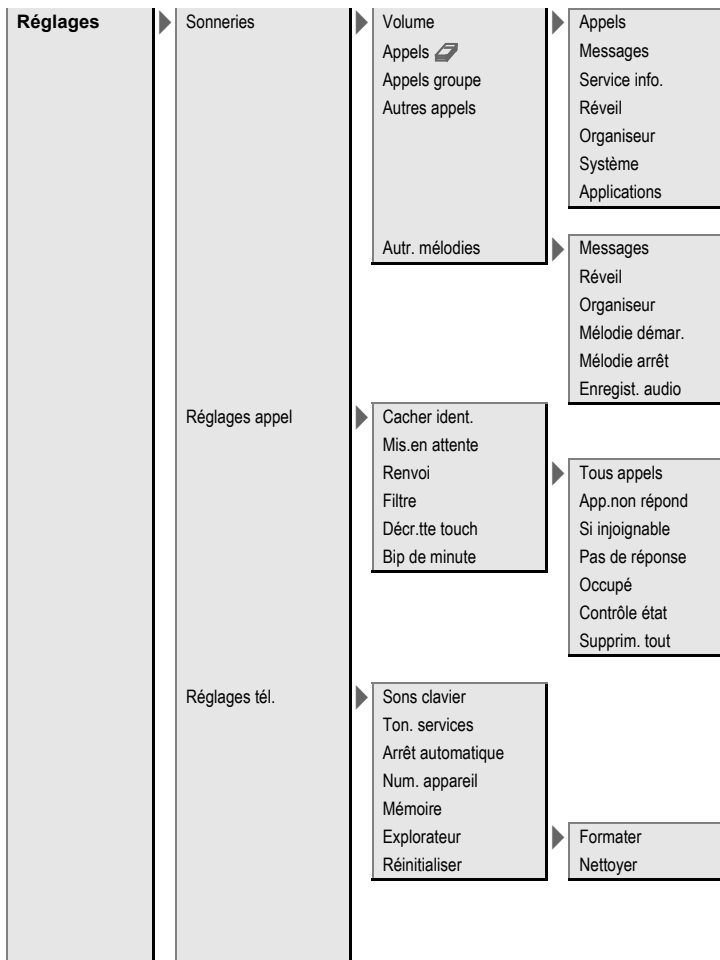 Réglages
Sonneries
Volume
Appels
Appels groupe
Autres appels
Appels
Messages
Service info.
Réveil
Organiseur
Système
Applications
Autr. mélodies
Messages
Réveil
Organiseur
Mélodie démar.
Mélodie arrêt
Enregist. audio
Réglages appel
Cacher ident.
Mis.en attente
Renvoi
Filtre
Décr.tte touch
Bip de minute
Tous appels
App.non répond
Si injoignable
Pas de réponse
Occupé
Contrôle état
Supprim. tout
Réglages tél.
Sons clavier
Ton. services
Arrêt automatique
Num. appareil
Mémoire
Explorateur
Réinitialiser
Formater
Nettoyer